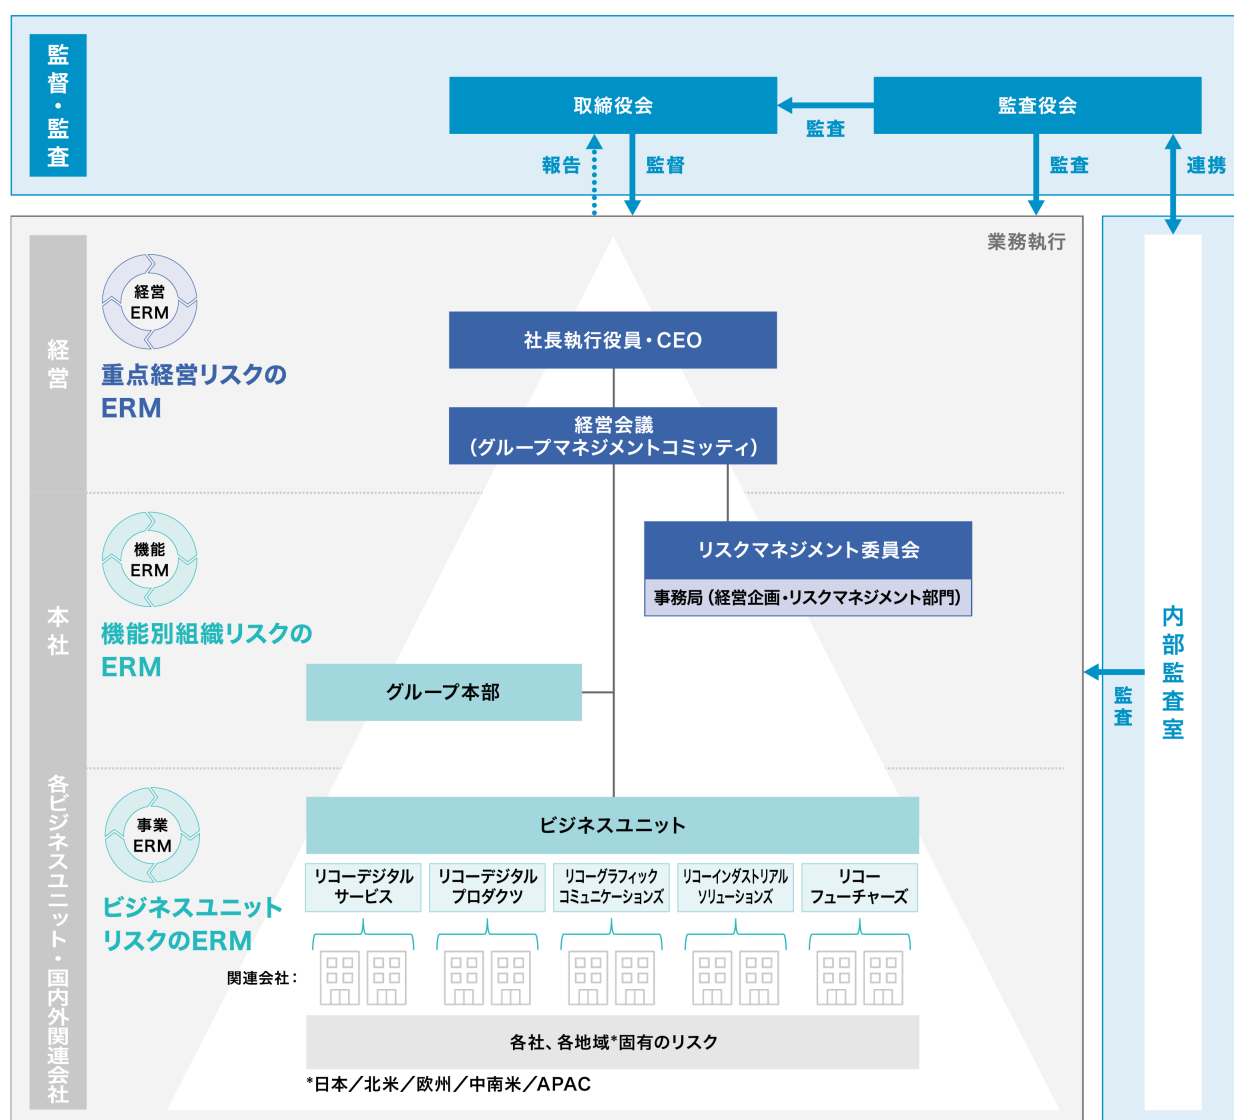 監督・監査
取締役会
監査役会
監査
報告
監督
監査
連携
業務執行
経営
経営
ERM
重点経営リスクの
ERM
社長執行役員・CEO
経営会議
(グループマネジメントコミッティ)
本社
機能
ERM
機能別組織リスクの
ERM
リスクマネジメント委員会
事務局(経営企画・リスクマネジメント部門)
グループ本部
内部監査室
監査
各ビジネスユニット・国内外関連会社
事業
ERM
ビジネスユニット
リスクのERM
ビジネスユニット
リコーデジタル
サービス
リコーデジタル
プロダクツ
リコーグラフィック
コミュニケーションズ
リコーインダストリアル
ソリューションズ
リコー
フューチャーズ
関連会社:
各社、各地域*固有のリスク
*日本/北米/欧州/中南米/APAC